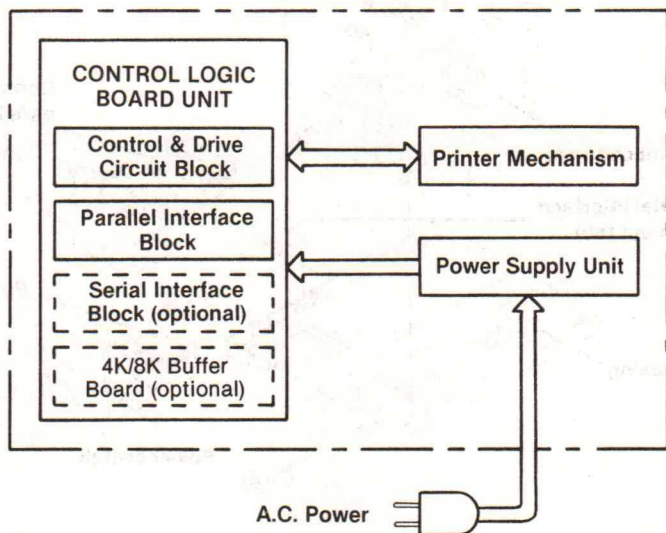 CONTROL LOGIC
BOARD UNIT
Control & Drive
Circuit Block
Printer Mechanism
Parallel Interface
Block
Power Supply Unit
Serial Interface
Block (optional)
4K/8K Buffer
Board (optional)
A.C. Power